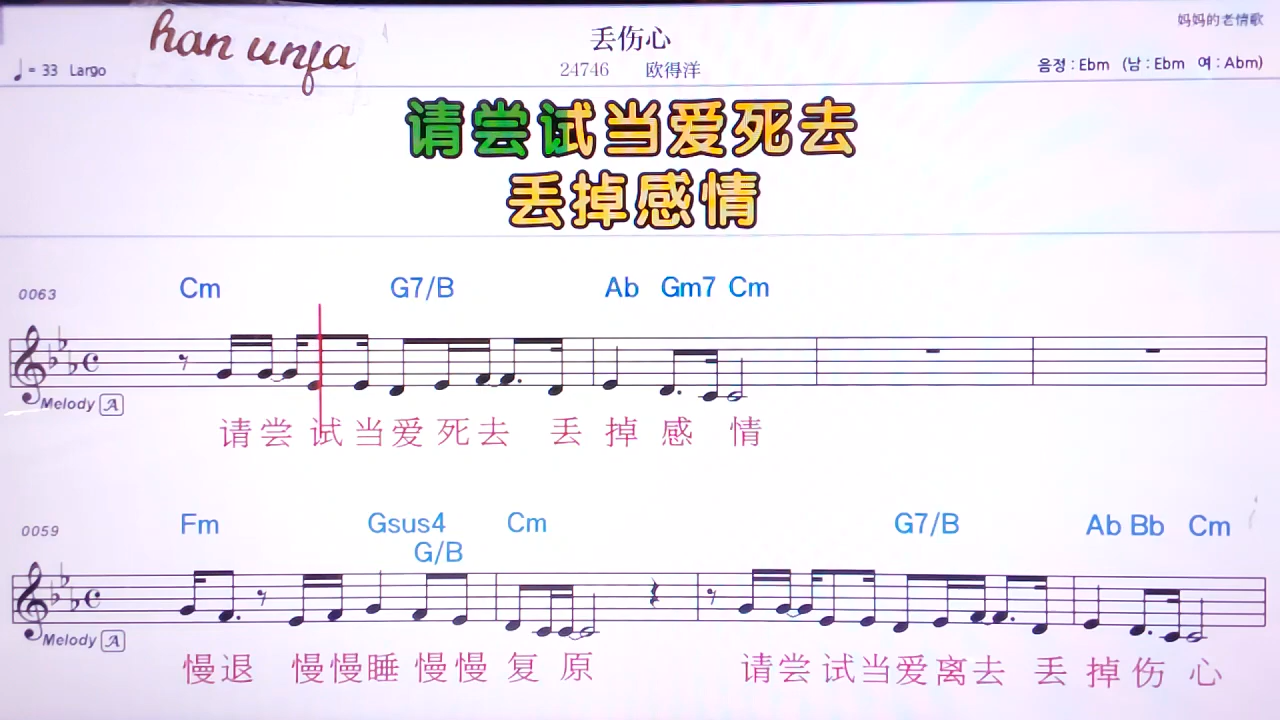 妈妈的老情歌
han unfa
丢伤心
♩= 33 Largo
24746 欧得洋
음정 : Ebm (남 : Ebm 여 : Abm)
请尝试当爱死去
丢掉感情
0063 Cm G7/B Ab Gm7 Cm
Melody A
请尝试当爱死去 丢掉感情
0059 Fm Gsus4 Cm G7/B Ab Bb Cm
G/B
Melody A
慢退 慢慢睡慢慢复原 请尝试当爱离去 丢掉伤心